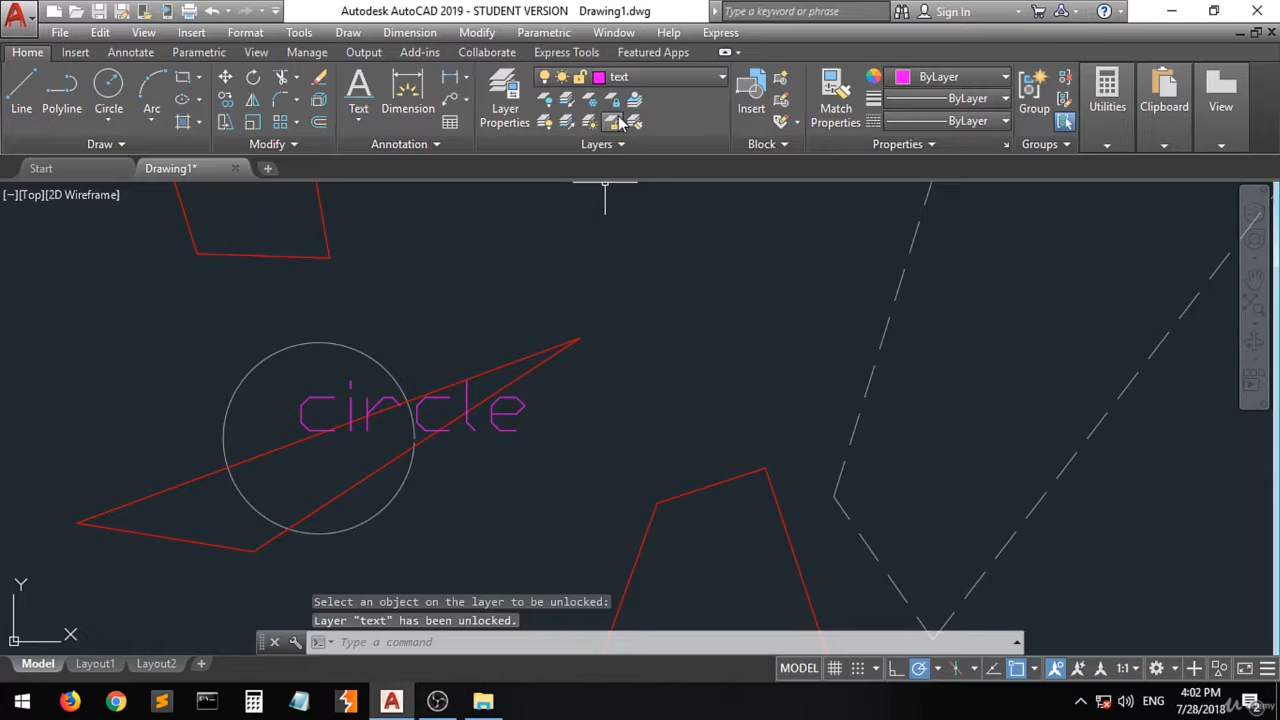 Autodesk AutoCAD 2019 - STUDENT VERSION Drawing1.dwg
Type a keyword or phrase
Sign In
File Edit View Insert Format Tools Draw Dimension Modify Parametric Window Help Express
Home Insert Annotate Parametric View Manage Output Add-ins Collaborate Express Tools Featured Apps
text
ByLayer
ByLayer
ByLayer
Line Polyline Circle Arc Text Dimension
Layer Properties
Insert
Match Properties
Group Utilities Clipboard View
Draw Modify Annotation Layers Block Properties Groups
Start Drawing1*
[−][Top][2D Wireframe]
circle
Y
X
Select an object on the layer to be unlocked:
Layer "text" has been unlocked.
Type a command
Model Layout1 Layout2
MODEL 1:1
ENG
4:02 PM
7/28/2018
2